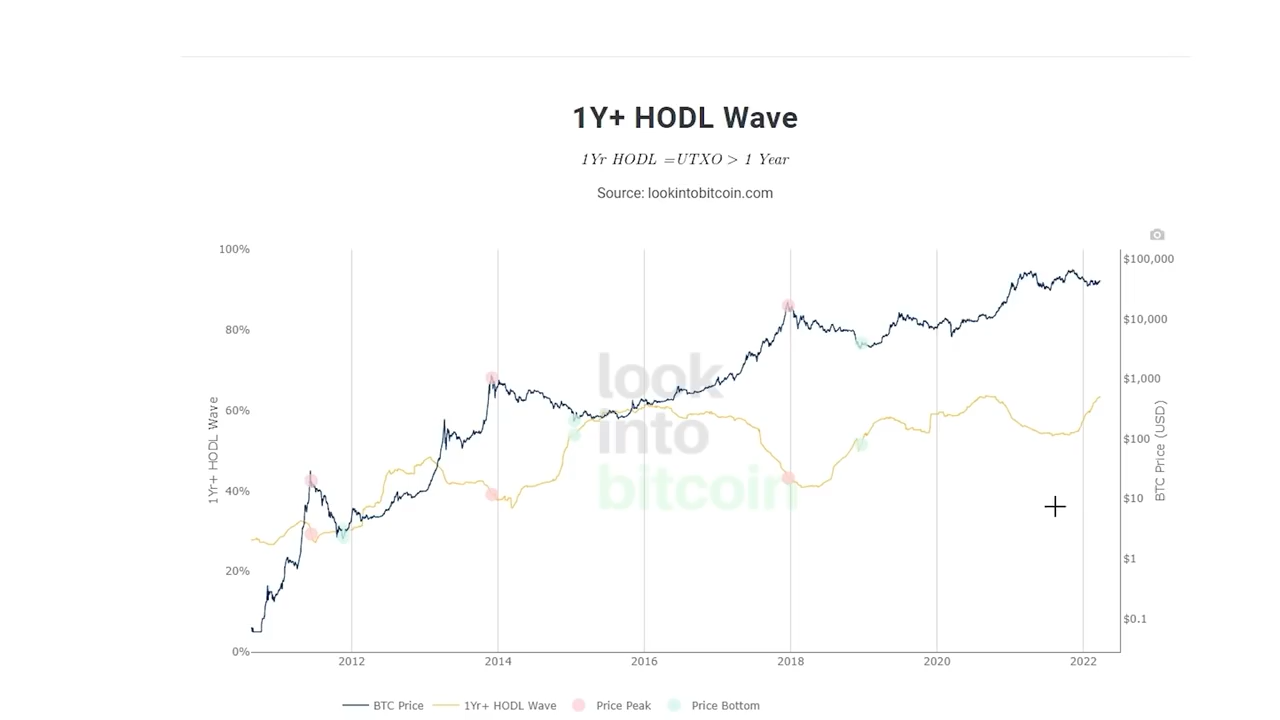 1Y+ HODL Wave
1Yr HODL =UTXO > 1 Year
Source: lookintobitcoin.com
100%
80%
60%
40%
20%
0%
1Yr+ HODL Wave
$100,000
$10,000
$1,000
$100
$10
$1
$0.1
BTC Price (USD)
look
into
bitcoin
2012 2014 2016 2018 2020 2022
BTC Price 1Yr+ HODL Wave Price Peak Price Bottom